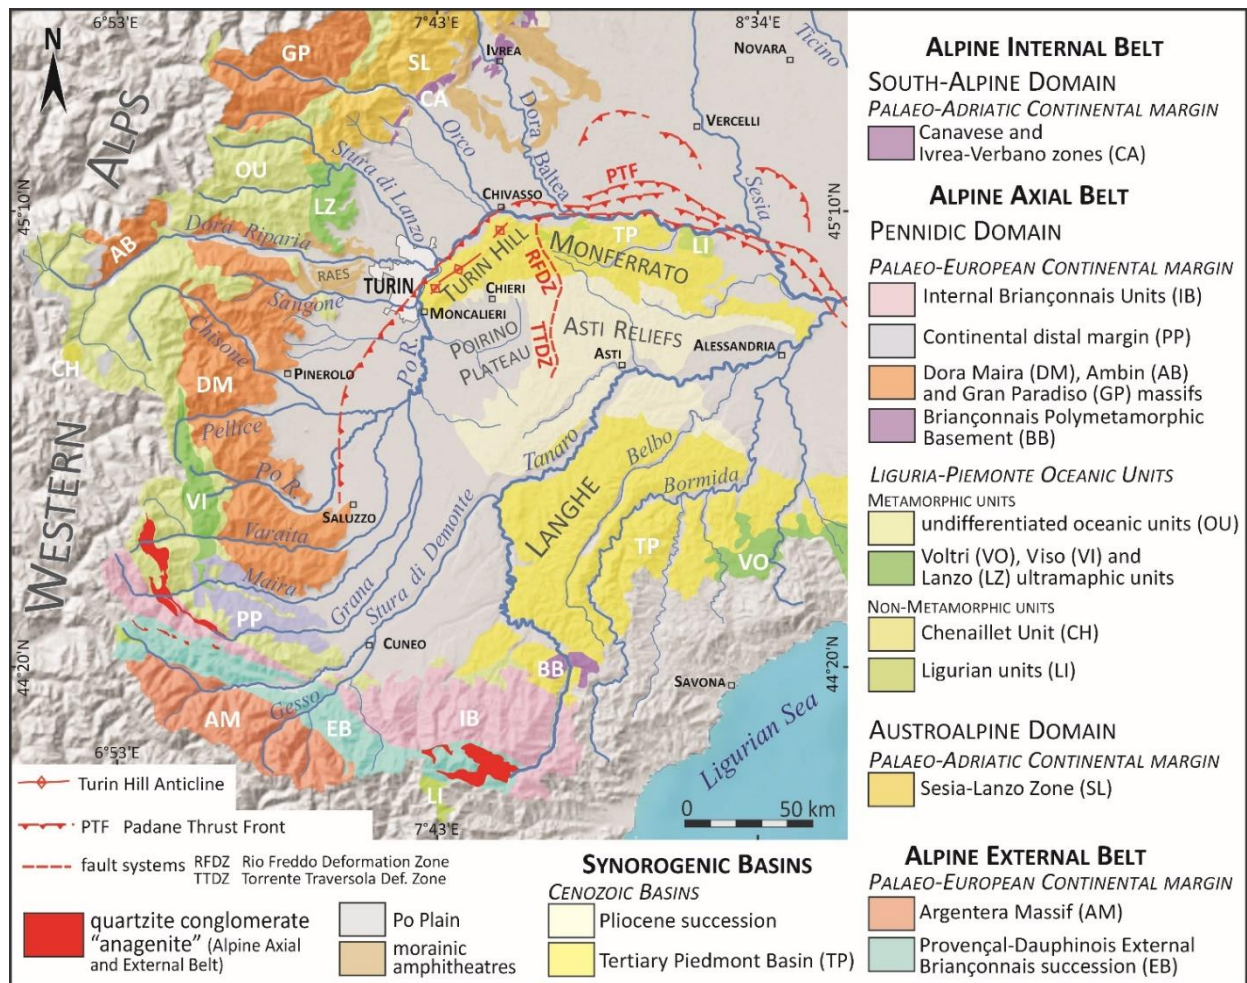 6°53'E
7°43'E
8°34'E
N
GP
SL
IVREA
NOVARA
Ticino
CA
ALPS
Orco
Dora Baltea
VERCELLI
OU
Stura di Lanzo
PTF
Sesia
45°10'N
LZ
CHIVASSO
45°10'N
AB
Dora Riparia
TP
LI
RAES
TURIN
TURIN HILL
MONFERRATO
RFDZ
Sangone
CHIERI
MONCALIERI
Chisone
POIRINO PLATEAU
TTDZ
ASTI RELIEFS
ALESSANDRIA
ASTI
CH
PINEROLO
DM
Po R.
Pellice
WESTERN
Po R.
Tanaro
Belbo
Bormida
VI
SALUZZO
LANGHE
Varaita
TP
VO
Maira
Grana
Stura di Demonte
PP
CUNEO
44°20'N
BB
44°20'N
SAVONA
Gesso
AM
EB
IB
Ligurian Sea
6°53'E
LI
7°43'E
0 50 km
Turin Hill Anticline
PTF Padane Thrust Front
fault systems RFDZ Rio Freddo Deformation Zone
TTDZ Torrente Traversola Def. Zone
quartzite conglomerate
"anagenite" (Alpine Axial
and External Belt)
Po Plain
morainic
amphitheatres
SYNOROGENIC BASINS
CENOZOIC BASINS
Pliocene succession
Tertiary Piedmont Basin (TP)
ALPINE INTERNAL BELT
SOUTH-ALPINE DOMAIN
PALAEO-ADRIATIC CONTINENTAL MARGIN
Canavese and
Ivrea-Verbano zones (CA)
ALPINE AXIAL BELT
PENNIDIC DOMAIN
PALAEO-EUROPEAN CONTINENTAL MARGIN
Internal Briançonnais Units (IB)
Continental distal margin (PP)
Dora Maira (DM), Ambin (AB)
and Gran Paradiso (GP) massifs
Briançonnais Polymetamorphic
Basement (BB)
LIGURIA-PIEMONTE OCEANIC UNITS
METAMORPHIC UNITS
undifferentiated oceanic units (OU)
Voltri (VO), Viso (VI) and
Lanzo (LZ) ultramaphic units
NON-METAMORPHIC UNITS
Chenaillet Unit (CH)
Ligurian units (LI)
AUSTROALPINE DOMAIN
PALAEO-ADRIATIC CONTINENTAL MARGIN
Sesia-Lanzo Zone (SL)
ALPINE EXTERNAL BELT
PALAEO-EUROPEAN CONTINENTAL MARGIN
Argentera Massif (AM)
Provençal-Dauphinois External
Briançonnais succession (EB)